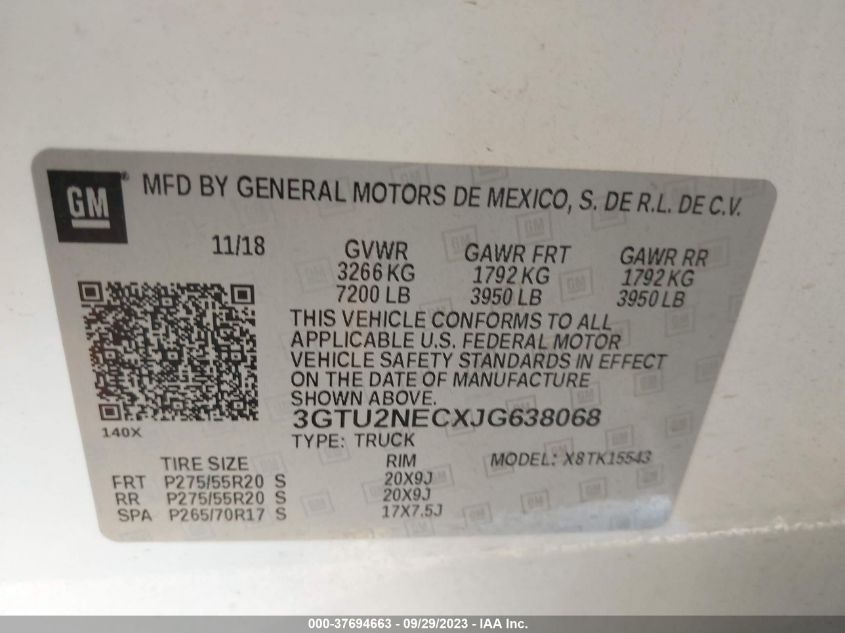 GM
MFD BY GENERAL MOTORS DE MEXICO, S. DE R.L. DE C.V.
11/18 GVWR GAWR FRT GAWR RR
3266 KG 1792 KG 1792 KG
7200 LB 3950 LB 3950 LB
THIS VEHICLE CONFORMS TO ALL
APPLICABLE U.S. FEDERAL MOTOR
VEHICLE SAFETY STANDARDS IN EFFECT
ON THE DATE OF MANUFACTURE
SHOWN ABOVE.
140X 3GTU2NECXJG638068
TYPE: TRUCK
TIRE SIZE RIM MODEL: X8TK15543
FRT P275/55R20 S 20X9J
RR P275/55R20 S 20X9J
SPA P265/70R17 S 17X7.5J
000-37694663 - 09/29/2023 - IAA Inc.